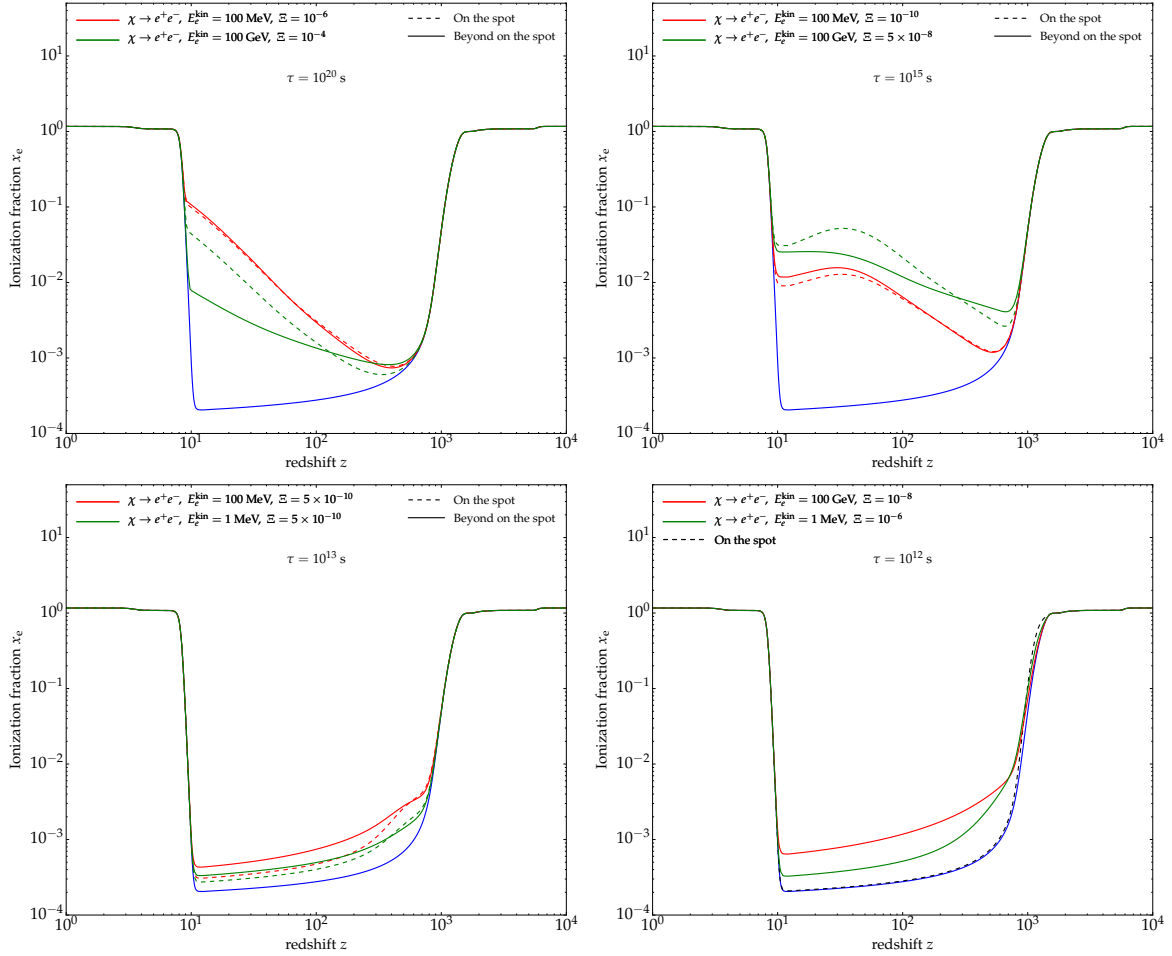 χ → e⁺e⁻, E_e^kin = 100 MeV, Ξ = 10⁻⁶
χ → e⁺e⁻, E_e^kin = 100 GeV, Ξ = 10⁻⁴
On the spot
Beyond on the spot
τ = 10²⁰ s
Ionization fraction x_e
10¹
10⁰
10⁻¹
10⁻²
10⁻³
10⁻⁴
10⁰ 10¹ 10² 10³ 10⁴
redshift z
χ → e⁺e⁻, E_e^kin = 100 MeV, Ξ = 10⁻¹⁰
χ → e⁺e⁻, E_e^kin = 100 GeV, Ξ = 5 × 10⁻⁸
On the spot
Beyond on the spot
τ = 10¹⁵ s
Ionization fraction x_e
10¹
10⁰
10⁻¹
10⁻²
10⁻³
10⁻⁴
10⁰ 10¹ 10² 10³ 10⁴
redshift z
χ → e⁺e⁻, E_e^kin = 100 MeV, Ξ = 5 × 10⁻¹⁰
χ → e⁺e⁻, E_e^kin = 1 MeV, Ξ = 5 × 10⁻¹⁰
On the spot
Beyond on the spot
τ = 10¹³ s
Ionization fraction x_e
10¹
10⁰
10⁻¹
10⁻²
10⁻³
10⁻⁴
10⁰ 10¹ 10² 10³ 10⁴
redshift z
χ → e⁺e⁻, E_e^kin = 100 GeV, Ξ = 10⁻⁸
χ → e⁺e⁻, E_e^kin = 1 MeV, Ξ = 10⁻⁶
On the spot
τ = 10¹² s
Ionization fraction x_e
10¹
10⁰
10⁻¹
10⁻²
10⁻³
10⁻⁴
10⁰ 10¹ 10² 10³ 10⁴
redshift z